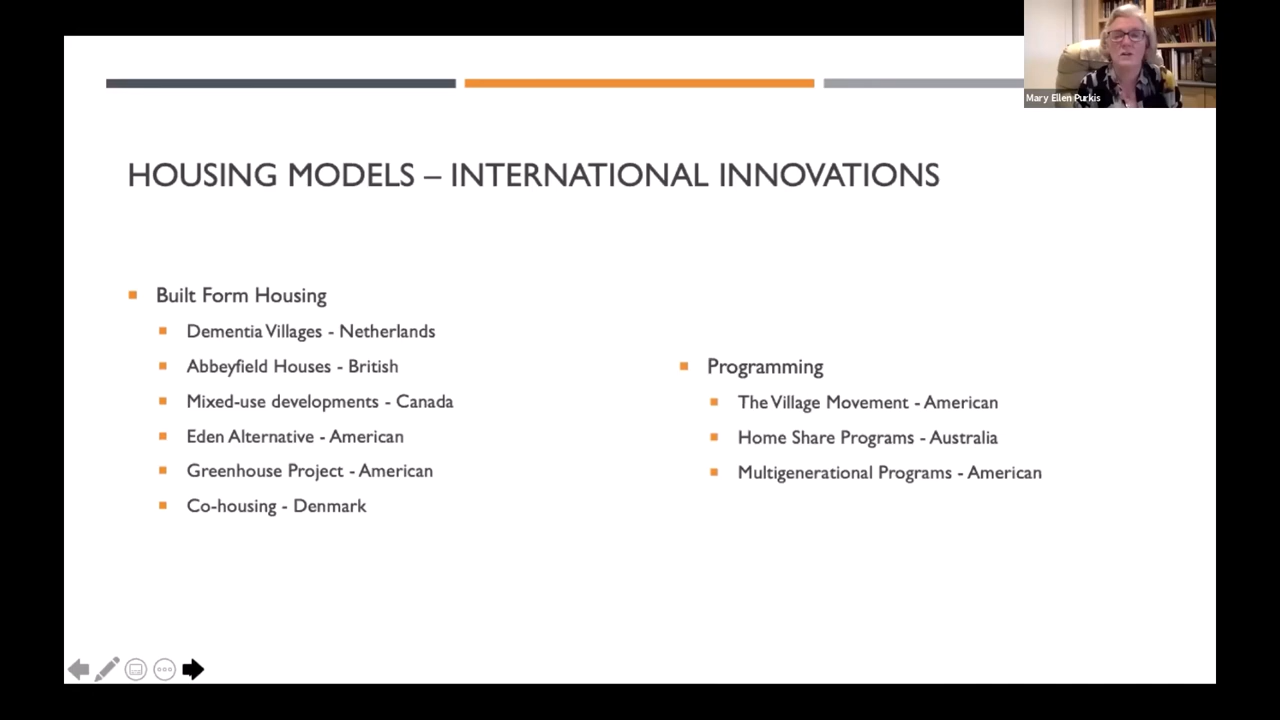 Mary Ellen Purkis
HOUSING MODELS – INTERNATIONAL INNOVATIONS
Built Form Housing
Dementia Villages - Netherlands
Abbeyfield Houses - British
Mixed-use developments - Canada
Eden Alternative - American
Greenhouse Project - American
Co-housing - Denmark
Programming
The Village Movement - American
Home Share Programs - Australia
Multigenerational Programs - American